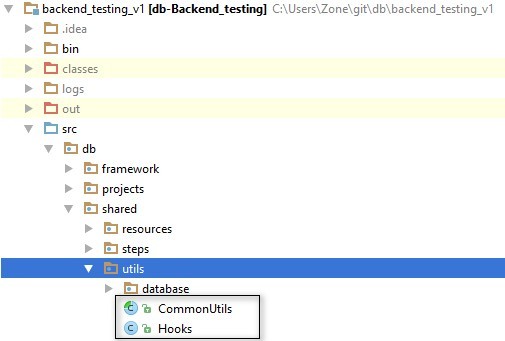 backend_testing_v1 [db-Backend_testing] C:\Users\Zone\git\db\backend_testing_v1
.idea
bin
classes
logs
out
src
db
framework
projects
shared
resources
steps
utils
database
C CommonUtils
C Hooks